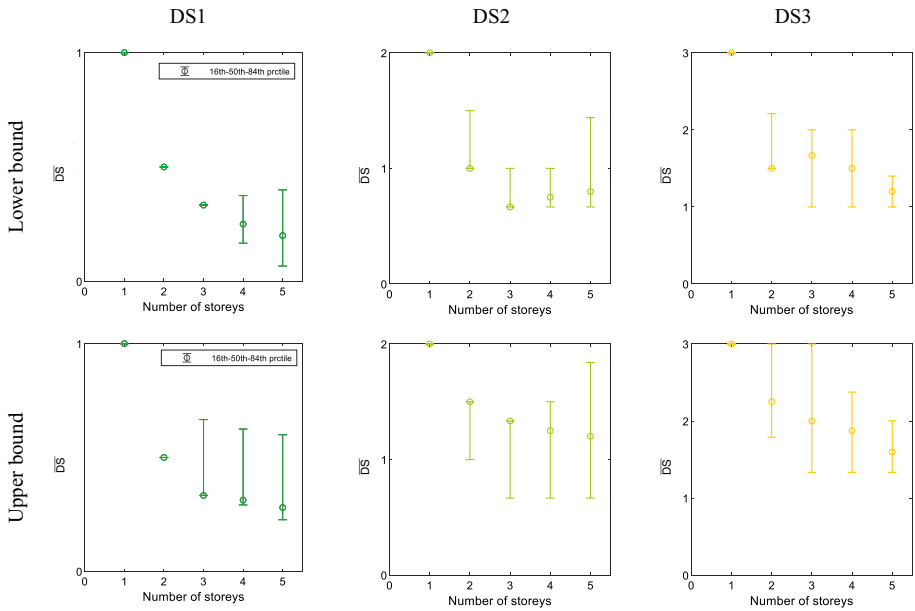 DS1 DS2 DS3
Lower bound
1
0
DS
16th-50th-84th prctile
0 1 2 3 4 5
Number of storeys
2
1
0
DS
0 1 2 3 4 5
Number of storeys
3
2
1
0
DS
0 1 2 3 4 5
Number of storeys
Upper bound
1
0
DS
16th-50th-84th prctile
0 1 2 3 4 5
Number of storeys
2
1
0
DS
0 1 2 3 4 5
Number of storeys
3
2
1
0
DS
0 1 2 3 4 5
Number of storeys